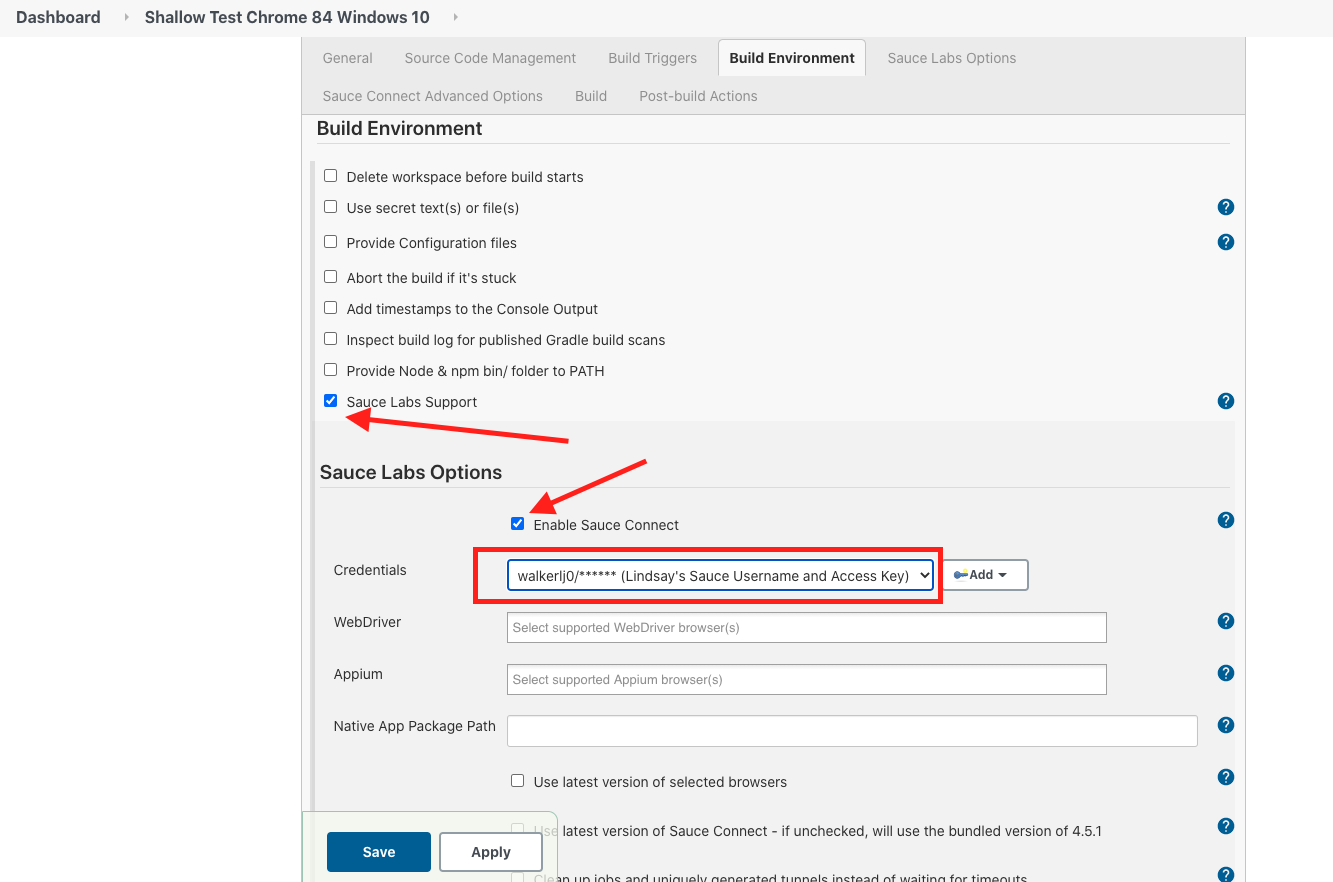 Dashboard Shallow Test Chrome 84 Windows 10
General Source Code Management Build Triggers Build Environment Sauce Labs Options
Sauce Connect Advanced Options Build Post-build Actions
Build Environment
Delete workspace before build starts
Use secret text(s) or file(s)
Provide Configuration files
Abort the build if it's stuck
Add timestamps to the Console Output
Inspect build log for published Gradle build scans
Provide Node & npm bin/ folder to PATH
Sauce Labs Support
Sauce Labs Options
Enable Sauce Connect
Credentials walkerlj0/****** (Lindsay's Sauce Username and Access Key) Add
WebDriver Select supported WebDriver browser(s)
Appium Select supported Appium browser(s)
Native App Package Path
Use latest version of selected browsers
Use latest version of Sauce Connect - if unchecked, will use the bundled version of 4.5.1
Save Apply
Clean up jobs and uniquely generated tunnels instead of waiting for timeouts